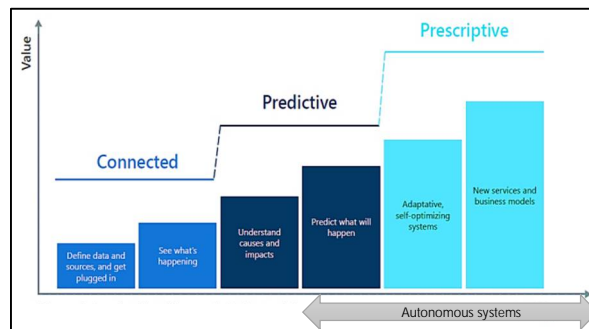 Value
Prescriptive
Predictive
Connected
Define data and
sources, and get
plugged in
See what's
happening
Understand
causes and
impacts
Predict what will
happen
Adaptative,
self-optimizing
systems
New services and
business models
Autonomous systems